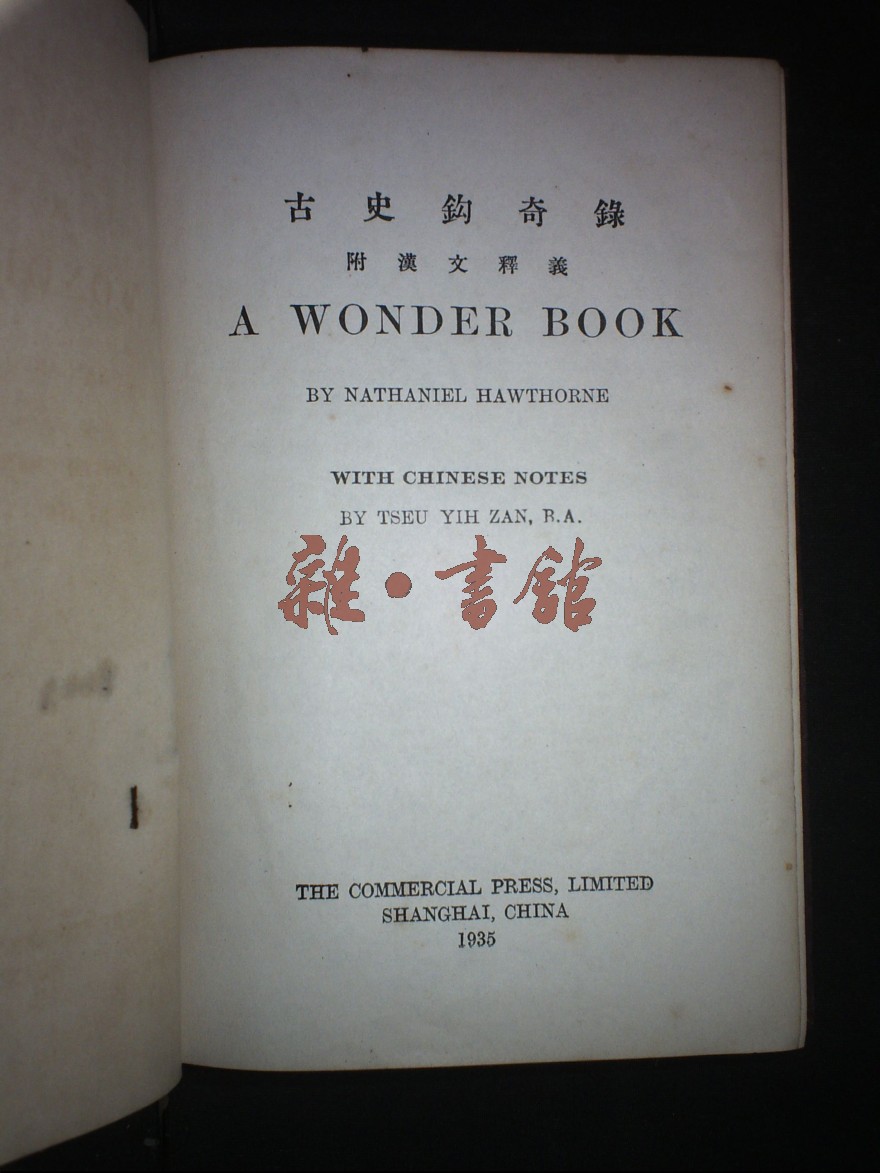 古史鈎奇錄
附漢文釋義
A WONDER BOOK
BY NATHANIEL HAWTHORNE
WITH CHINESE NOTES
BY TSEU YIH ZAN, B.A.
雜·書館
THE COMMERCIAL PRESS, LIMITED
SHANGHAI, CHINA
1935